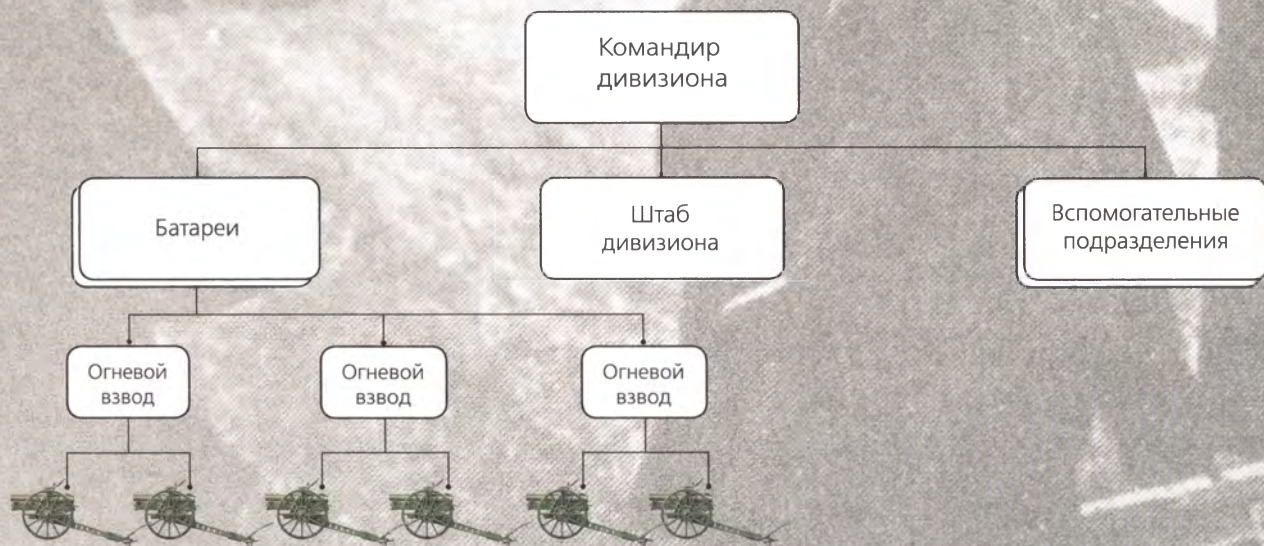 Командир
дивизиона
Батареи
Штаб
дивизиона
Вспомогательные
подразделения
Огневой
взвод
Огневой
взвод
Огневой
взвод